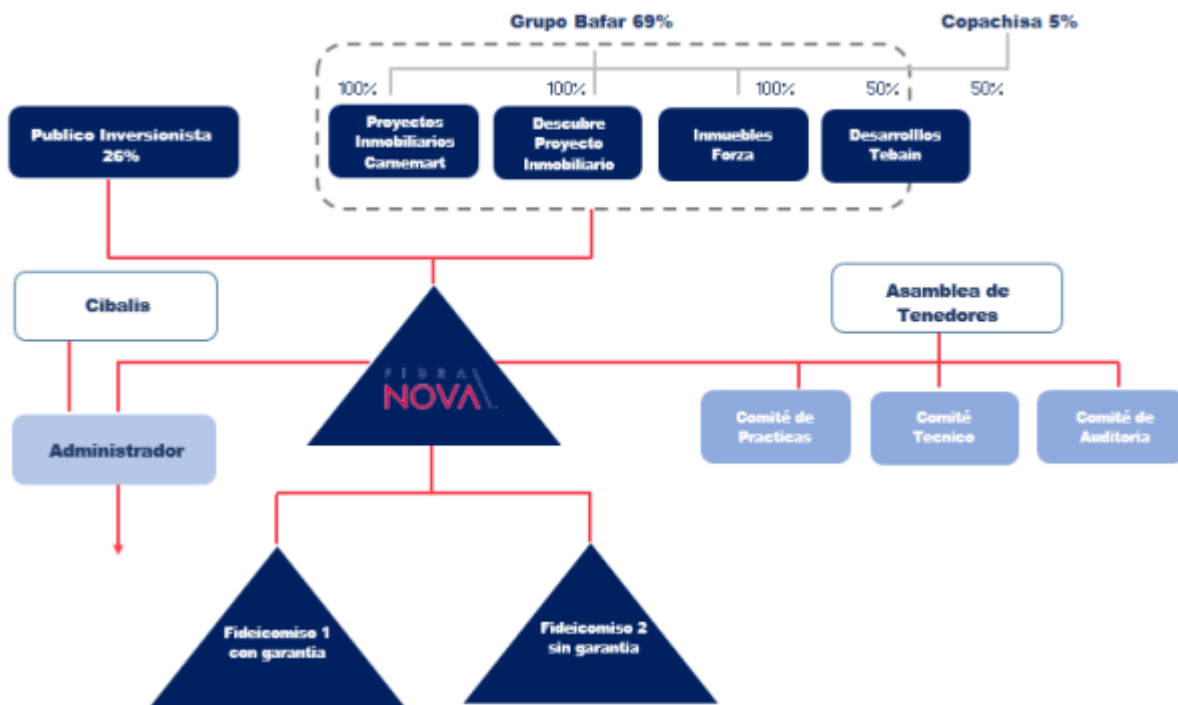 Grupo Bafar 69%
Copachisa 5%
100%
100%
100%
50%
50%
Publico Inversionista
26%
Proyectos
Inmobiliarios
Carnemart
Descubre
Proyecto
Inmobiliario
Inmuebles
Forza
Desarrolllos
Tebain
Cibalis
Asamblea de
Tenedores
FIBRA
NOVA
Administrador
Comité de
Practicas
Comité
Tecnico
Comité de
Auditoria
Fideicomiso 1
con garantia
Fideicomiso 2
sin garantia